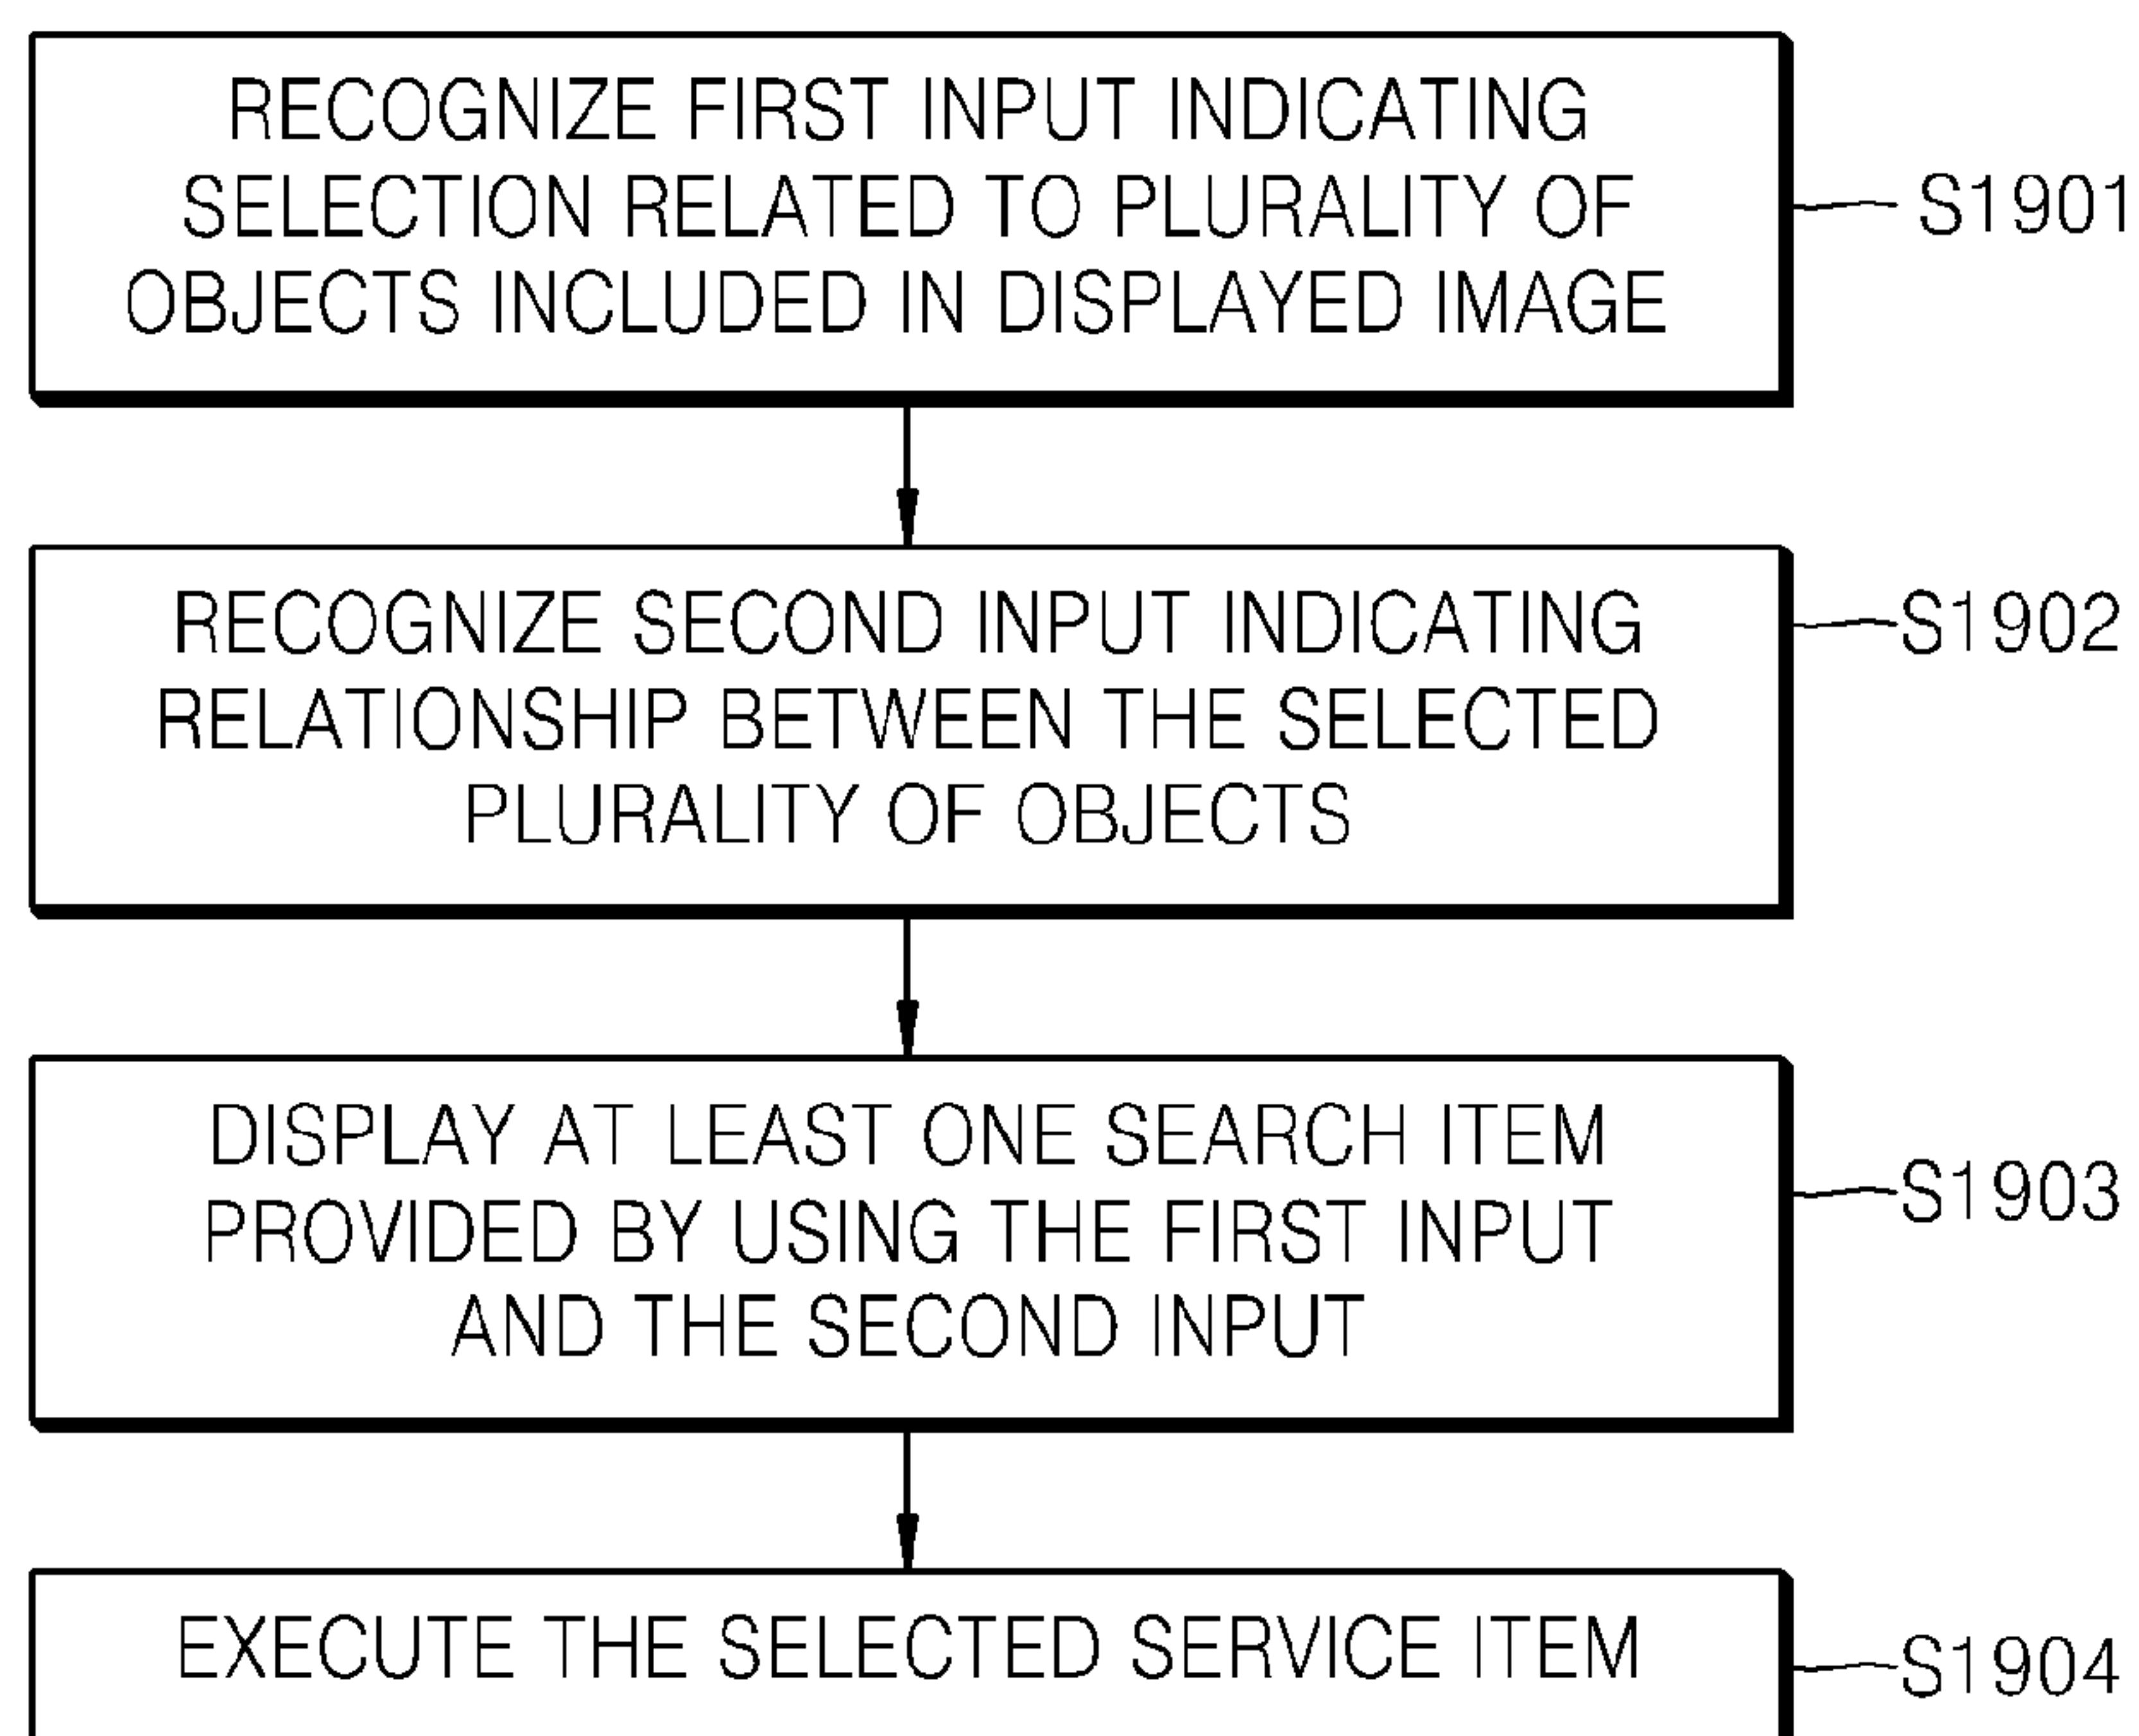 RECOGNIZE FIRST INPUT INDICATING
SELECTION RELATED TO PLURALITY OF
OBJECTS INCLUDED IN DISPLAYED IMAGE
S1901
RECOGNIZE SECOND INPUT INDICATING
RELATIONSHIP BETWEEN THE SELECTED
PLURALITY OF OBJECTS
S1902
DISPLAY AT LEAST ONE SEARCH ITEM
PROVIDED BY USING THE FIRST INPUT
AND THE SECOND INPUT
S1903
EXECUTE THE SELECTED SERVICE ITEM
S1904